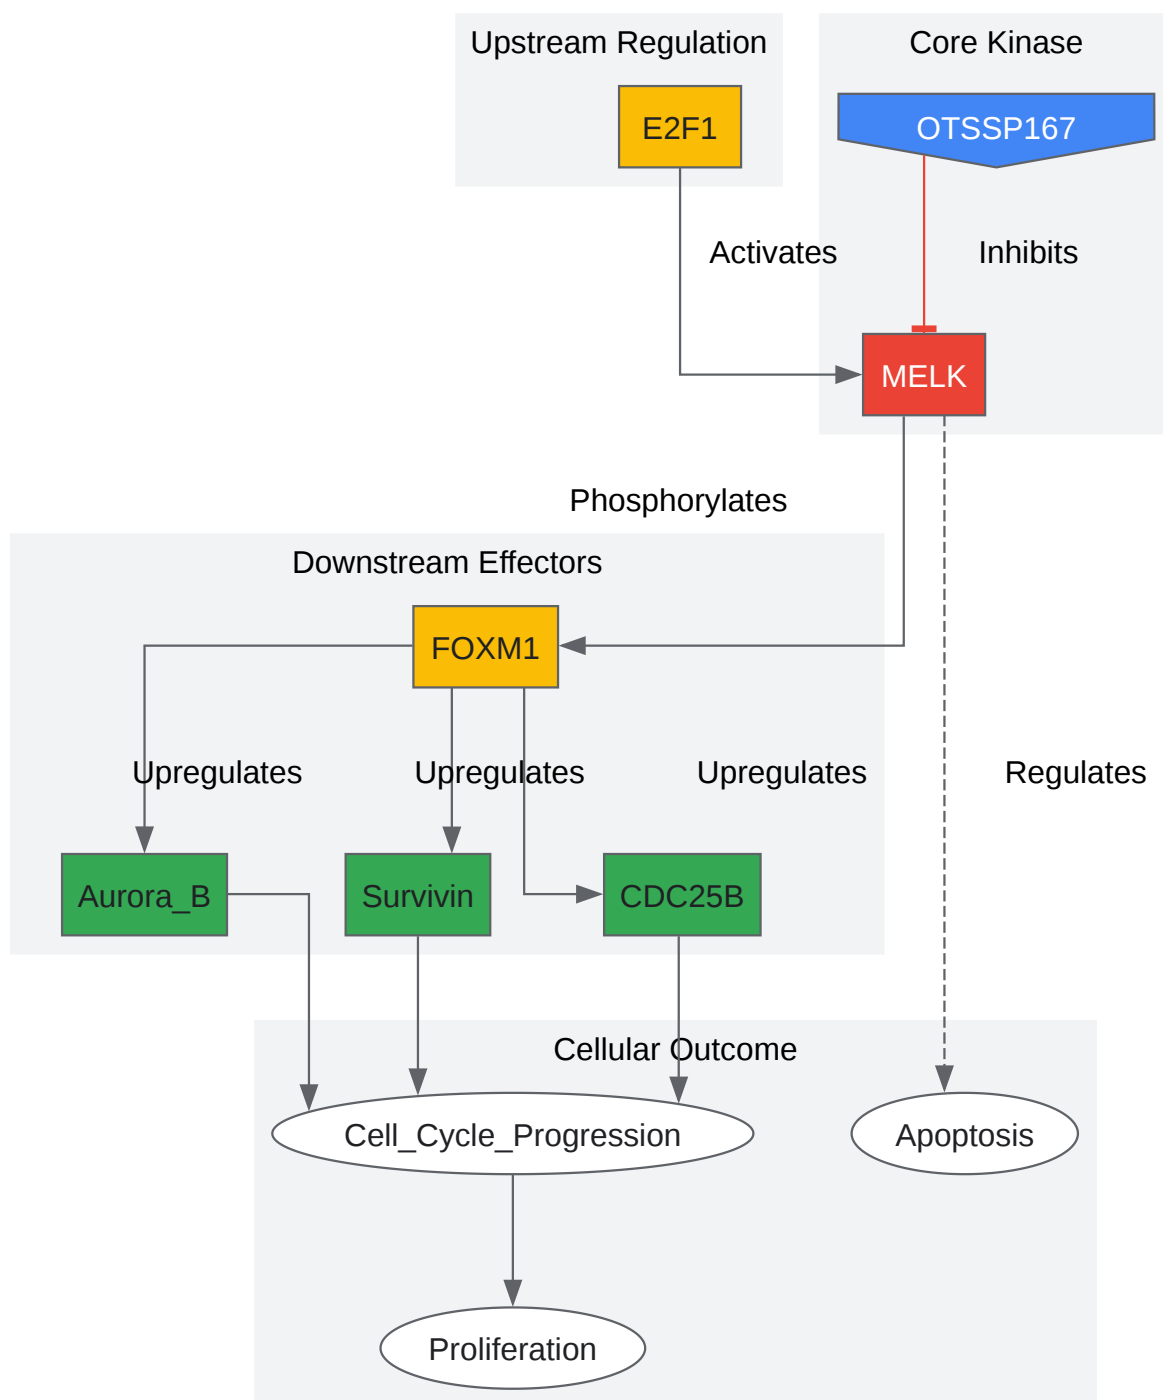 Upstream Regulation
Core Kinase
E2F1
OTSSP167
Activates
Inhibits
MELK
Phosphorylates
Downstream Effectors
FOXM1
Upregulates
Upregulates
Upregulates
Regulates
Aurora_B
Survivin
CDC25B
Cellular Outcome
Cell_Cycle_Progression
Apoptosis
Proliferation